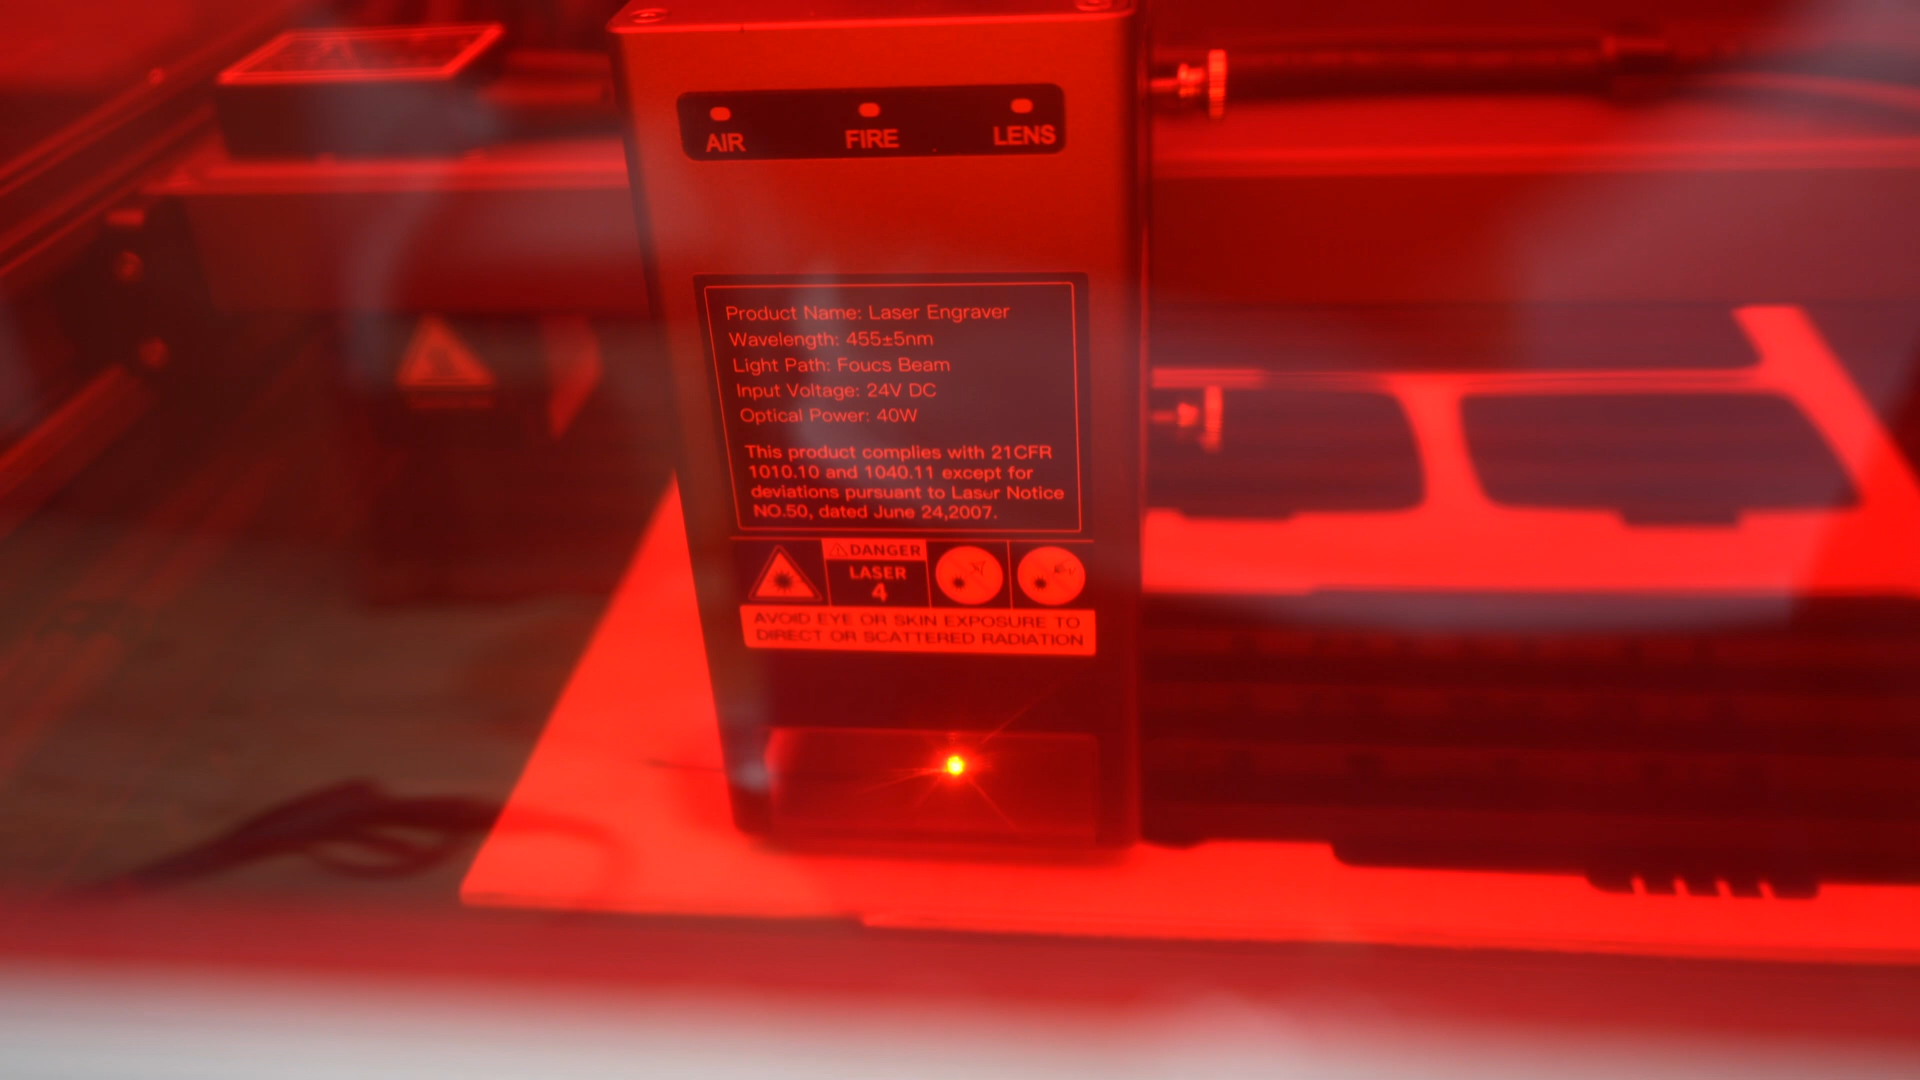 AIR FIRE LENS
Product Name: Laser Engraver
Wavelength: 455±5nm
Light Path: Foucs Beam
Input Voltage: 24V DC
Optical Power: 40W
This product complies with 21CFR
1010.10 and 1040.11 except for
deviations pursuant to Laser Notice
NO.50, dated June 24,2007.
DANGER
LASER
4
AVOID EYE OR SKIN EXPOSURE TO
DIRECT OR SCATTERED RADIATION